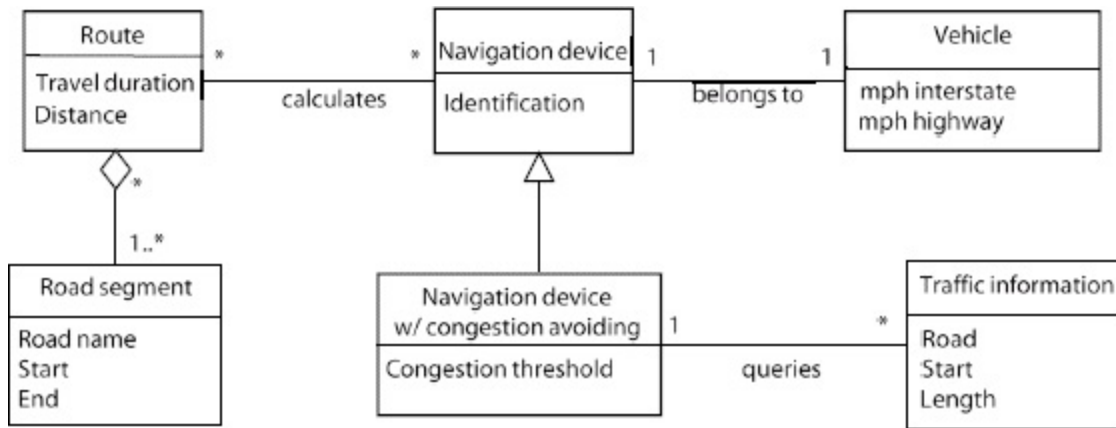 Route
Travel duration
Distance
*
calculates
*
Navigation device
Identification
1
belongs to
1
Vehicle
mph interstate
mph highway
*
1..*
Road segment
Road name
Start
End
Navigation device
w/ congestion avoiding
Congestion threshold
1
queries
*
Traffic information
Road
Start
Length